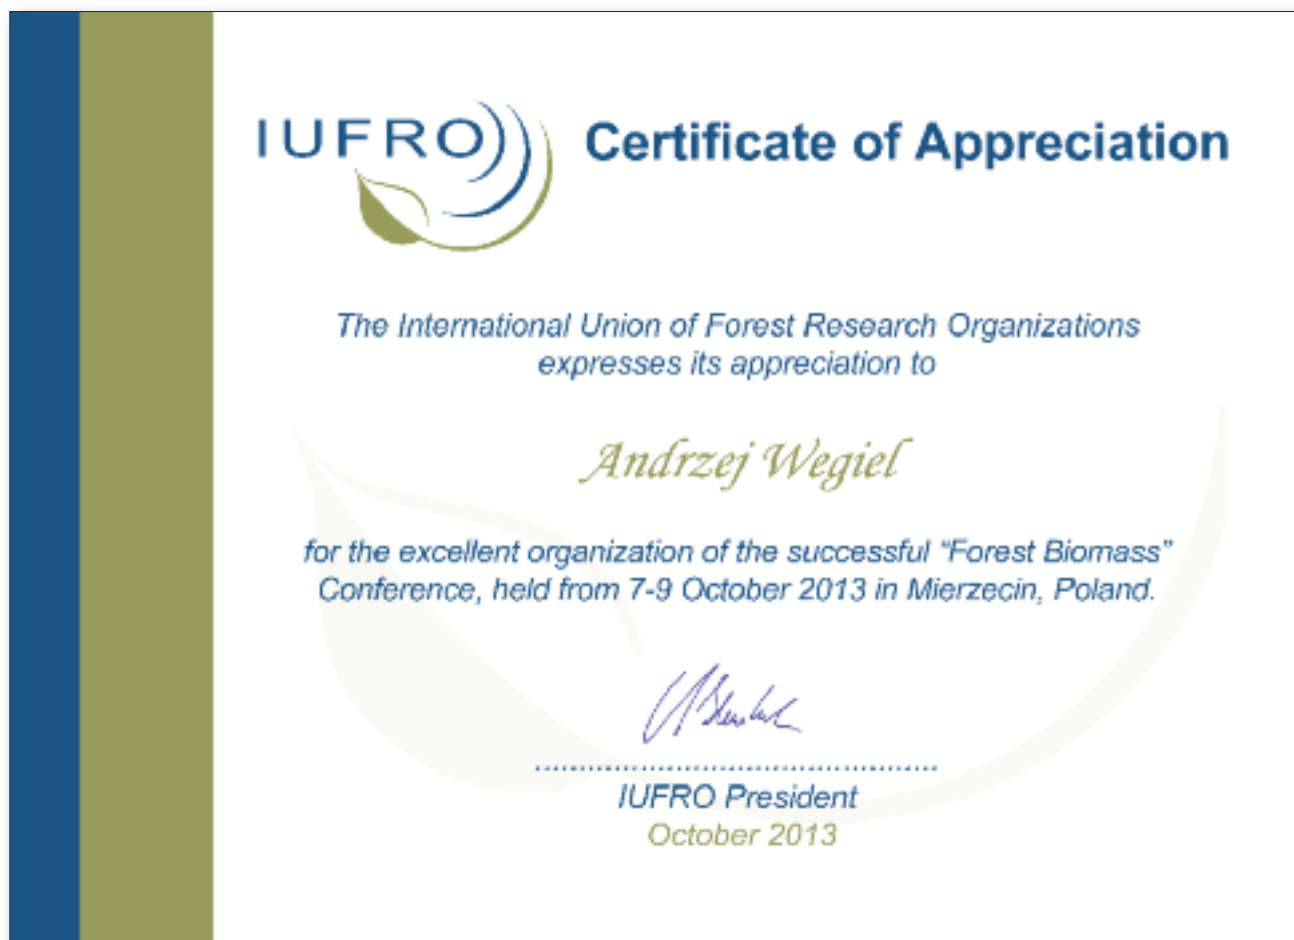 IUFRO
Certificate of Appreciation
The International Union of Forest Research Organizations
expresses its appreciation to
Andrzej Wegiel
for the excellent organization of the successful “Forest Biomass”
Conference, held from 7-9 October 2013 in Mierzecin, Poland.
IUFRO President
October 2013